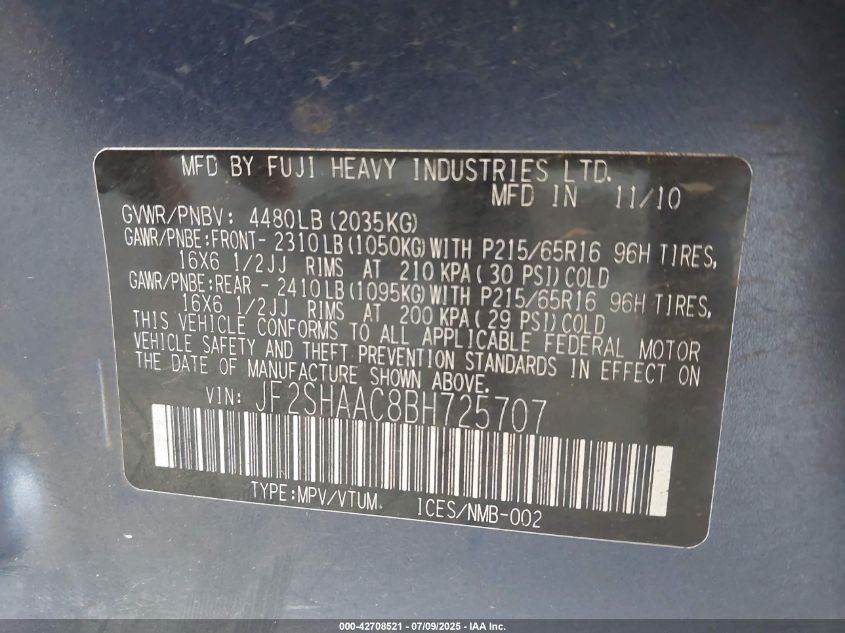 MFD BY FUJI HEAVY INDUSTRIES LTD.
MFD IN 11/10
GVWR/PNBV: 4480LB (2035KG)
GAWR/PNBE:FRONT- 2310LB(1050KG)WITH P215/65R16 96H TIRES,
16X6 1/2JJ RIMS AT 210 KPA( 30 PSI)COLD
GAWR/PNBE:REAR - 2410LB(1095KG)WITH P215/65R16 96H TIRES,
16X6 1/2JJ RIMS AT 200 KPA( 29 PSI)COLD
THIS VEHICLE CONFORMS TO ALL APPLICABLE FEDERAL MOTOR
VEHICLE SAFETY AND THEFT PREVENTION STANDARDS IN EFFECT ON
THE DATE OF MANUFACTURE SHOWN ABOVE.
VIN: JF2SHAAC8BH725707
TYPE:MPV/VTUM ICES/NMB-002
000-42708521 - 07/09/2025 - IAA Inc.